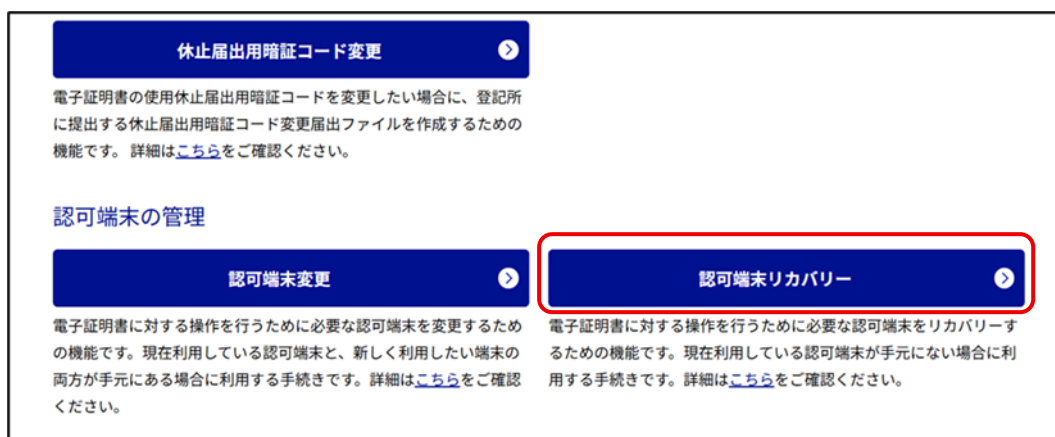 休止届出用暗証コード変更
電子証明書の使用休止届出用暗証コードを変更したい場合に、登記所
に提出する休止届出用暗証コード変更届出ファイルを作成するための
機能です。 詳細はこちらをご確認ください。
認可端末の管理
認可端末変更
電子証明書に対する操作を行うために必要な認可端末を変更するため
の機能です。現在利用している認可端末と、新しく利用したい端末の
両方が手元にある場合に利用する手続きです。詳細はこちらをご確認
ください。
認可端末リカバリー
電子証明書に対する操作を行うために必要な認可端末をリカバリーす
るための機能です。現在利用している認可端末が手元にない場合に利
用する手続きです。詳細はこちらをご確認ください。